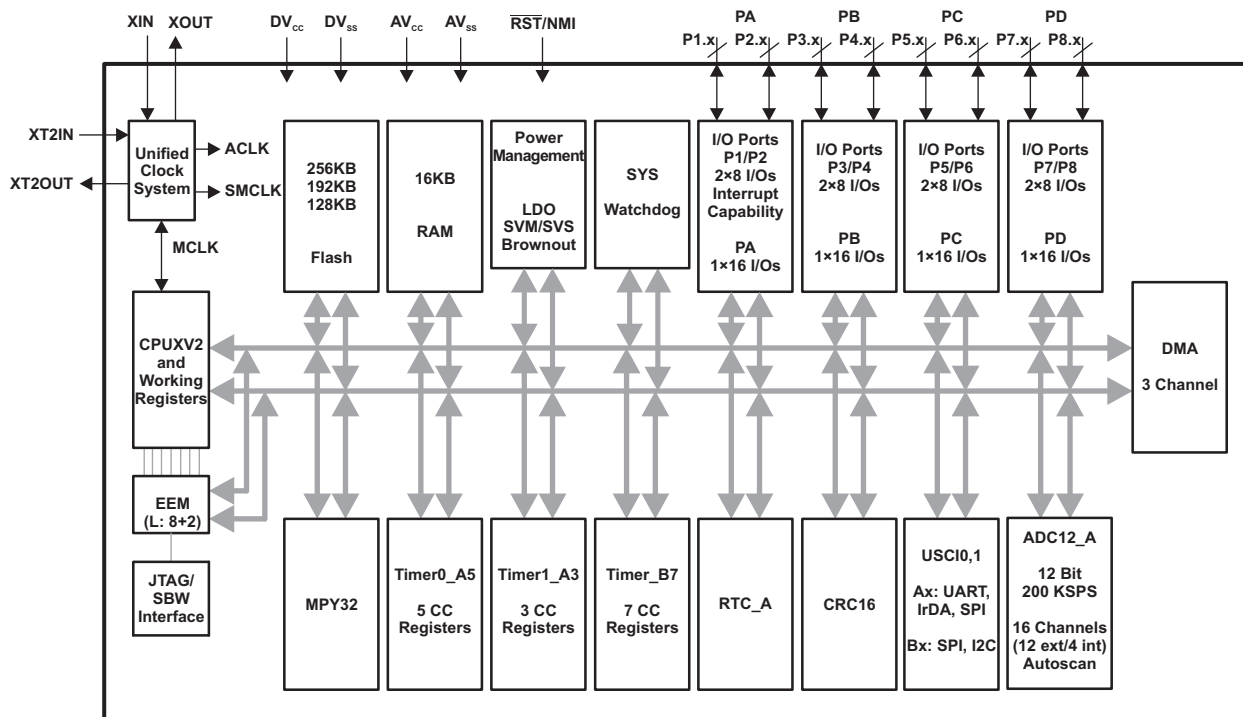 XIN
XOUT
DVcc
DVss
AVcc
AVss
RST/NMI
PA
PB
PC
PD
P1.x
P2.x
P3.x
P4.x
P5.x
P6.x
P7.x
P8.x
XT2IN
XT2OUT
Unified
Clock
System
ACLK
SMCLK
MCLK
256KB
192KB
128KB
Flash
16KB
RAM
Power
Management
LDO
SVM/SVS
Brownout
SYS
Watchdog
I/O Ports
P1/P2
2×8 I/Os
Interrupt
Capability
PA
1×16 I/Os
I/O Ports
P3/P4
2×8 I/Os
PB
1×16 I/Os
I/O Ports
P5/P6
2×8 I/Os
PC
1×16 I/Os
I/O Ports
P7/P8
2×8 I/Os
PD
1×16 I/Os
CPUXV2
and
Working
Registers
DMA
3 Channel
EEM
(L: 8+2)
JTAG/
SBW
Interface
MPY32
Timer0_A5
5 CC
Registers
Timer1_A3
3 CC
Registers
Timer_B7
7 CC
Registers
RTC_A
CRC16
USCI0,1
Ax: UART,
IrDA, SPI
Bx: SPI, I2C
ADC12_A
12 Bit
200 KSPS
16 Channels
(12 ext/4 int)
Autoscan